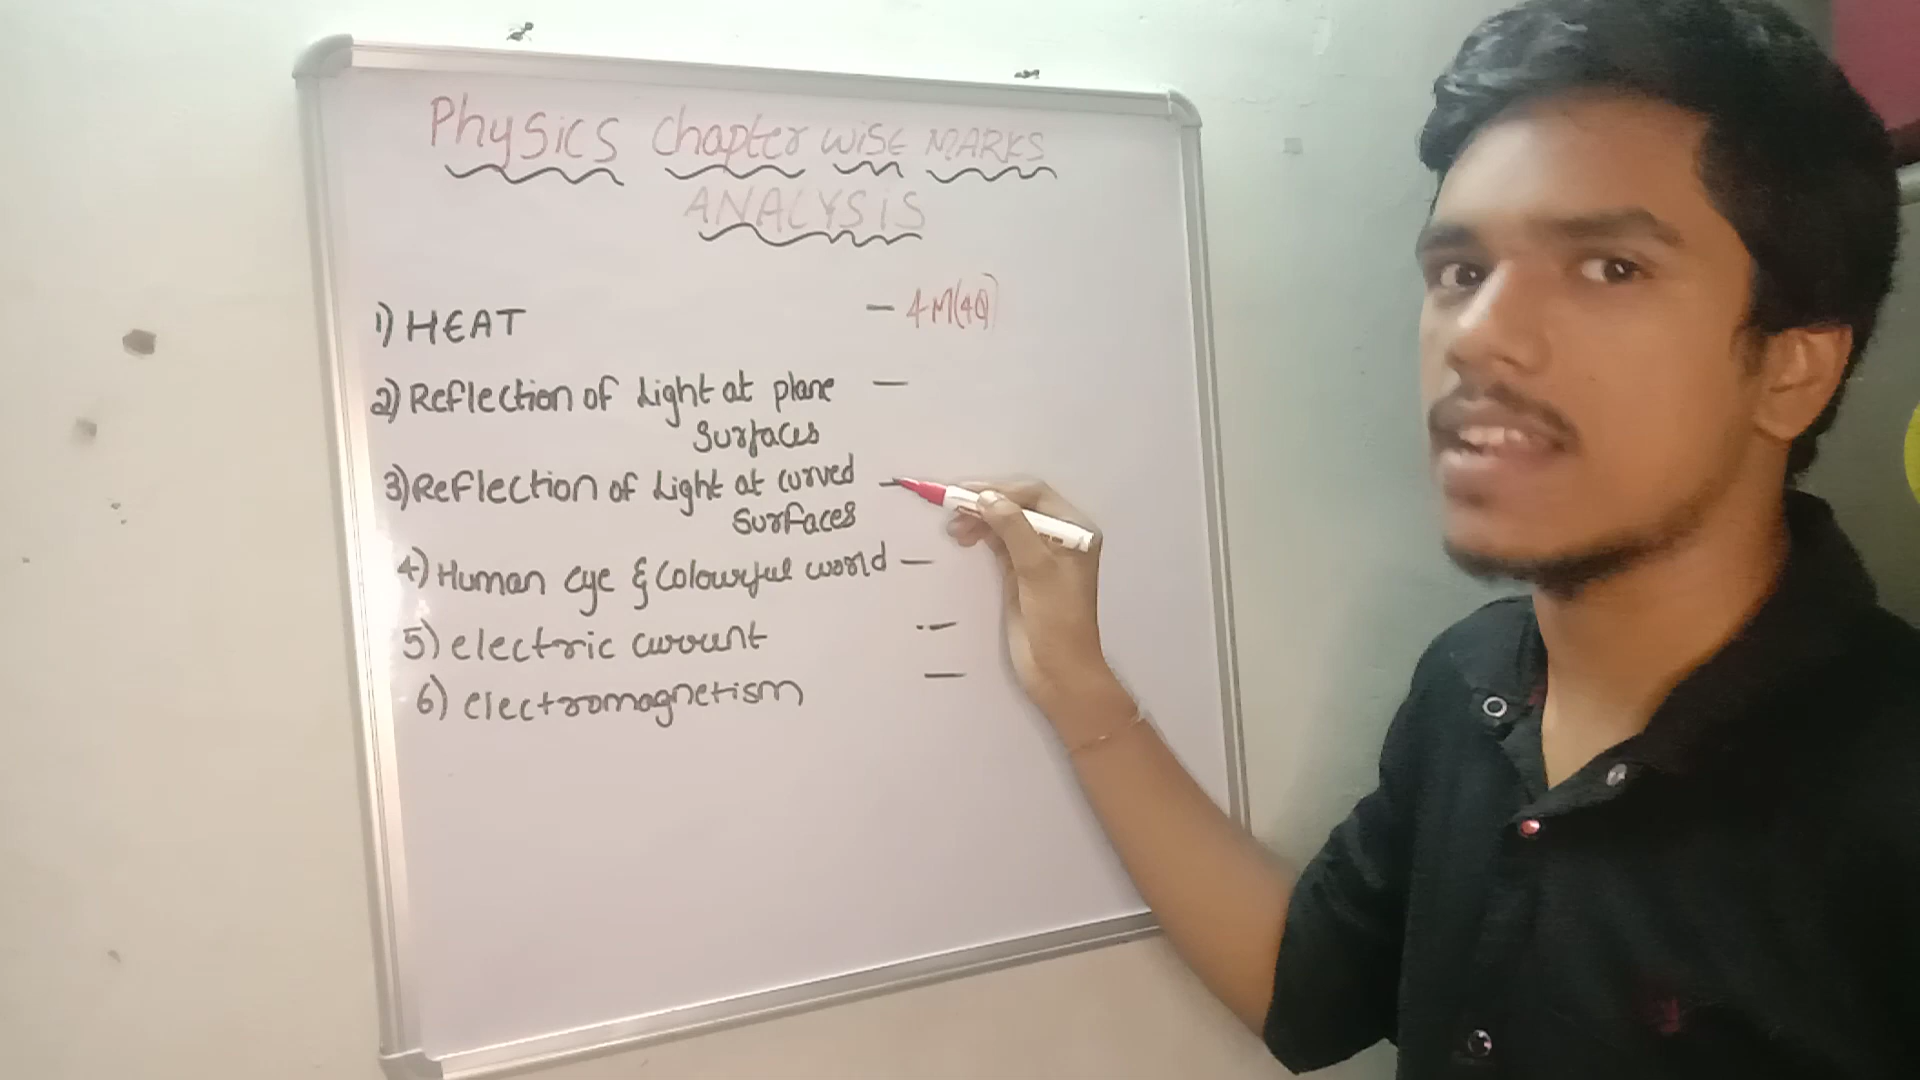 Physics Chapter wise MARKS
ANALYSiS
1) HEAT — 4M(4Q)
2) Reflection of Light at plane —
Surfaces
3) Reflection of Light at curved —
Surfaces
4) Human eye & Colourful world —
5) electric current —
6) electromagnetism —